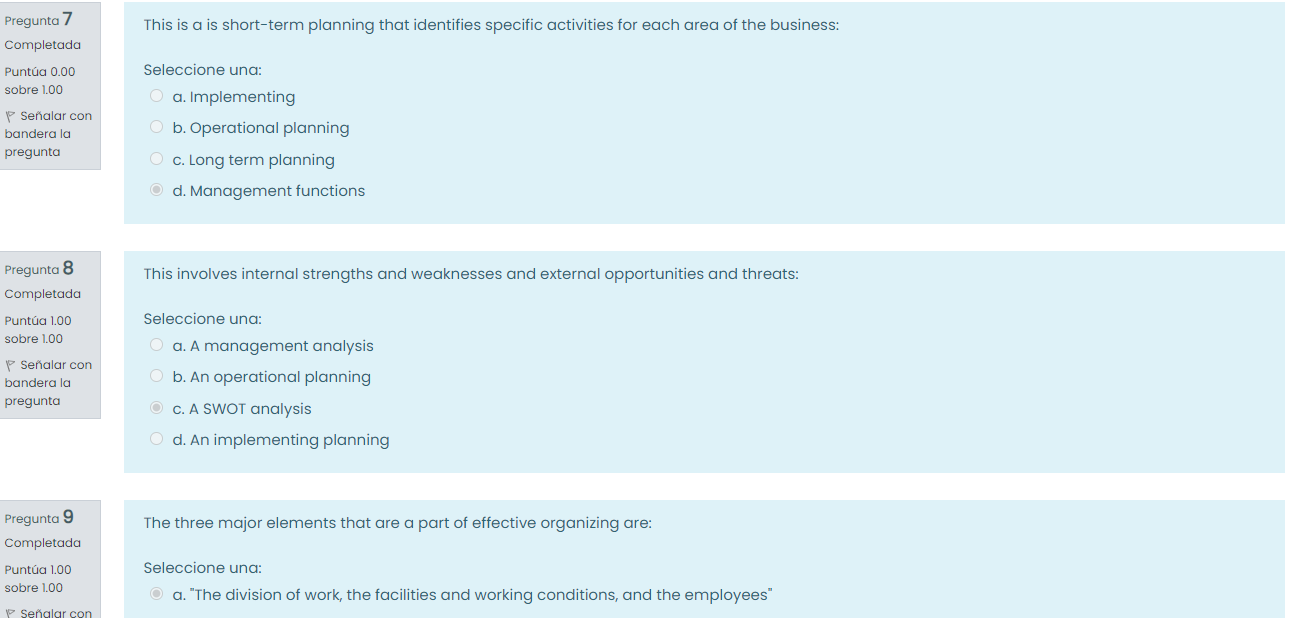 Pregunta 7
Completada
Puntúa 0.00
sobre 1.00
Señalar con
bandera la
pregunta
This is a is short-term planning that identifies specific activities for each area of the business:
Seleccione una:
a. Implementing
b. Operational planning
c. Long term planning
d. Management functions
Pregunta 8
Completada
Puntúa 1.00
sobre 1.00
Señalar con
bandera la
pregunta
This involves internal strengths and weaknesses and external opportunities and threats:
Seleccione una:
a. A management analysis
b. An operational planning
c. A SWOT analysis
d. An implementing planning
Pregunta 9
Completada
Puntúa 1.00
sobre 1.00
Señalar con
The three major elements that are a part of effective organizing are:
Seleccione una:
a. "The division of work, the facilities and working conditions, and the employees"